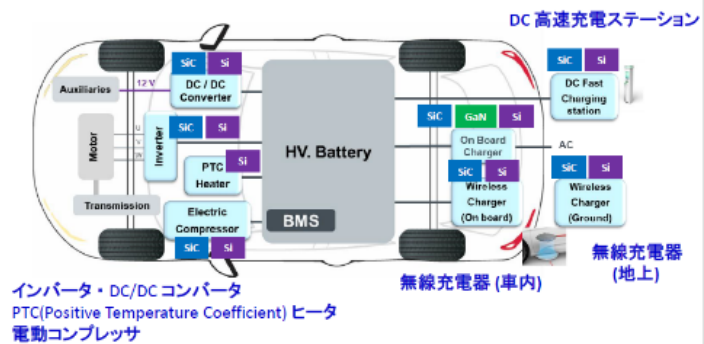 DC 高速充電ステーション
SiC Si
Auxiliaries
12 V
DC / DC
Converter
SiC Si
DC Fast
Charging
station
SiC GaN Si
On Board
Charger
AC
Motor
U
V
W
Inverter
SiC Si
HV. Battery
Si
PTC
Heater
SiC Si
Wireless
Charger
(On board)
SiC Si
Wireless
Charger
(Ground)
Transmission
Electric
Compressor
SiC Si
BMS
無線充電器 (車内)
無線充電器
(地上)
インバータ・DC/DC コンバータ
PTC(Positive Temperature Coefficient) ヒータ
電動コンプレッサ